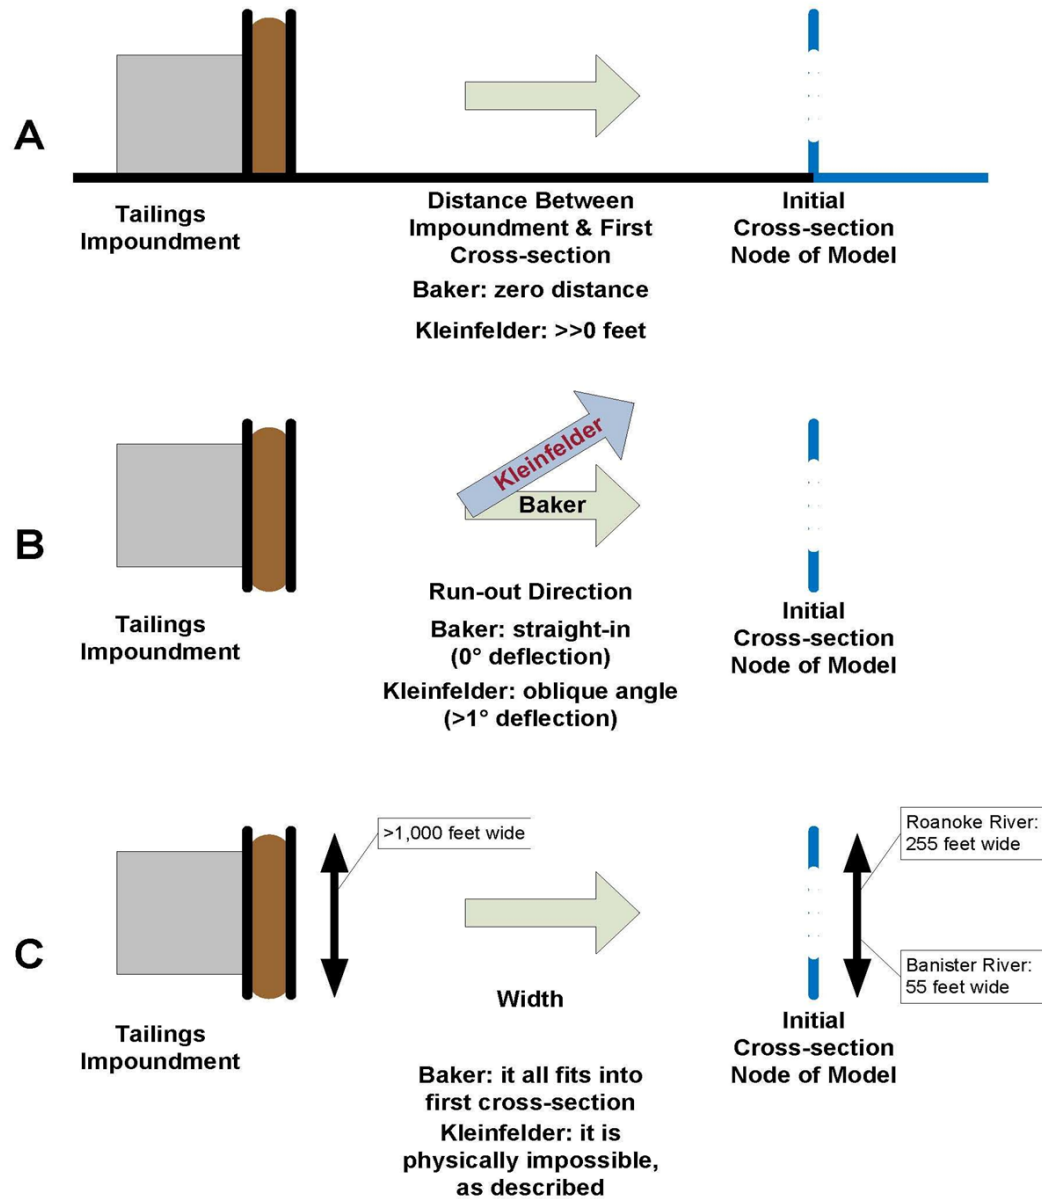 A
Tailings
Impoundment
Distance Between
Impoundment & First
Cross-section
Baker: zero distance
Kleinfelder: >>0 feet
Initial
Cross-section
Node of Model
B
Kleinfelder
Baker
Tailings
Impoundment
Run-out Direction
Baker: straight-in
(0° deflection)
Kleinfelder: oblique angle
(>1° deflection)
Initial
Cross-section
Node of Model
C
>1,000 feet wide
Roanoke River:
255 feet wide
Banister River:
55 feet wide
Tailings
Impoundment
Width
Baker: it all fits into
first cross-section
Kleinfelder: it is
physically impossible,
as described
Initial
Cross-section
Node of Model